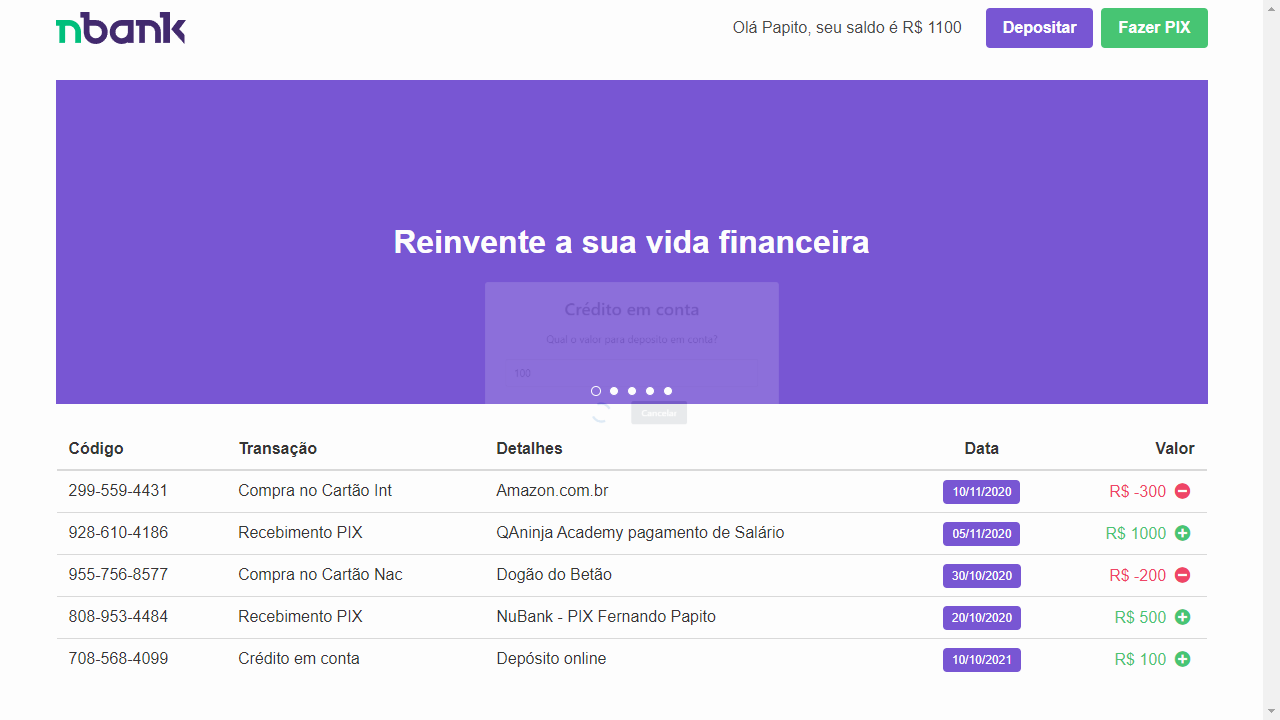 nbank
Olá Papito, seu saldo é R$ 1100
Depositar
Fazer PIX
Reinvente a sua vida financeira
Crédito em conta
Qual o valor para deposito em conta?
100
Cancelar
Código Transação Detalhes Data Valor
299-559-4431 Compra no Cartão Int Amazon.com.br 10/11/2020 R$ -300
928-610-4186 Recebimento PIX QAninja Academy pagamento de Salário 05/11/2020 R$ 1000
955-756-8577 Compra no Cartão Nac Dogão do Betão 30/10/2020 R$ -200
808-953-4484 Recebimento PIX NuBank - PIX Fernando Papito 20/10/2020 R$ 500
708-568-4099 Crédito em conta Depósito online 10/10/2021 R$ 100